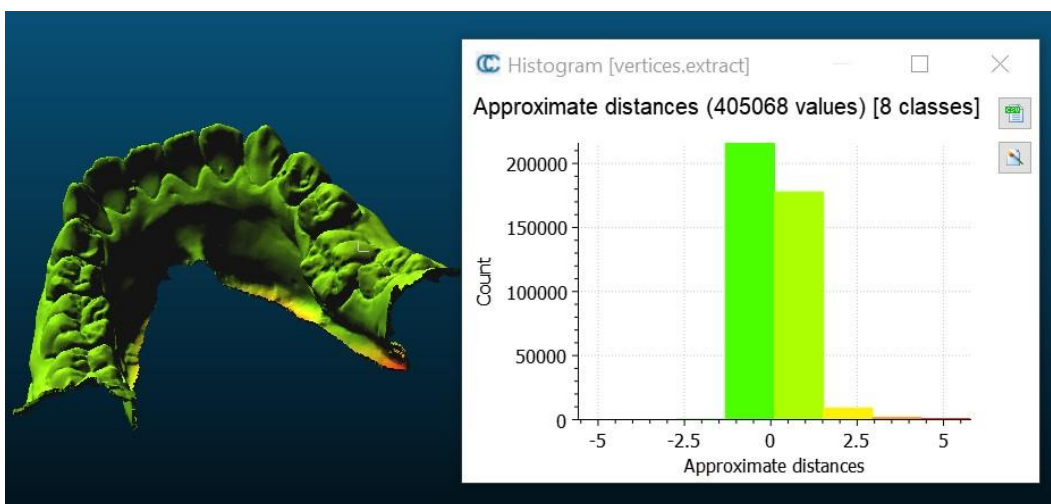 Histogram [vertices.extract]
Approximate distances (405068 values) [8 classes]
200000
150000
100000
50000
0
Count
-5 -2.5 0 2.5 5
Approximate distances